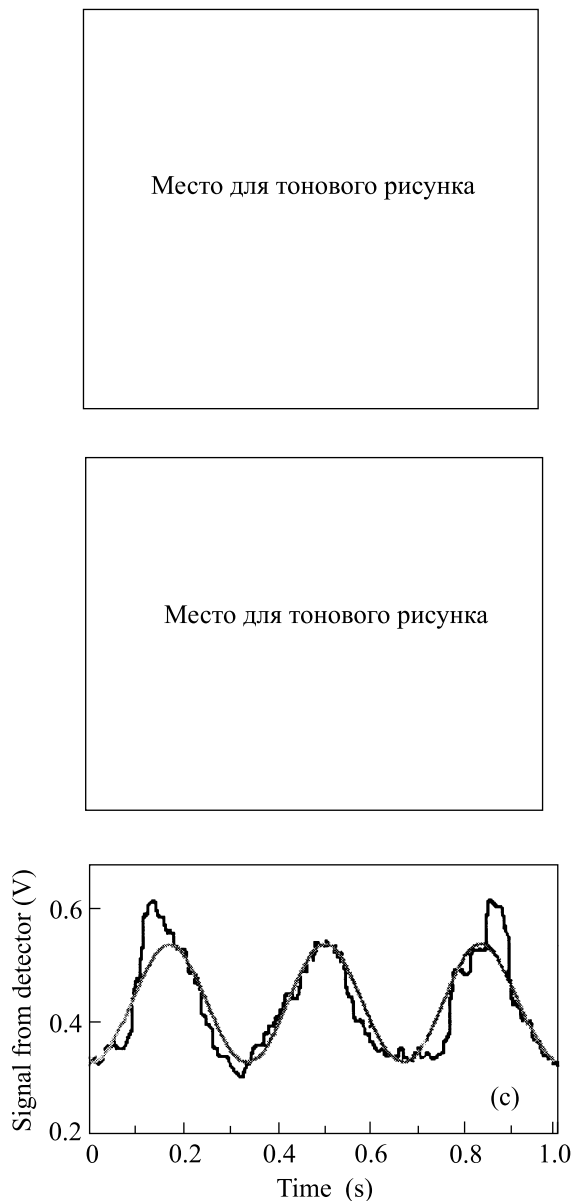 Место для тонового рисунка
Место для тонового рисунка
Signal from detector (V)
0.6
0.4
0.2
(c)
0 0.2 0.4 0.6 0.8 1.0
Time (s)